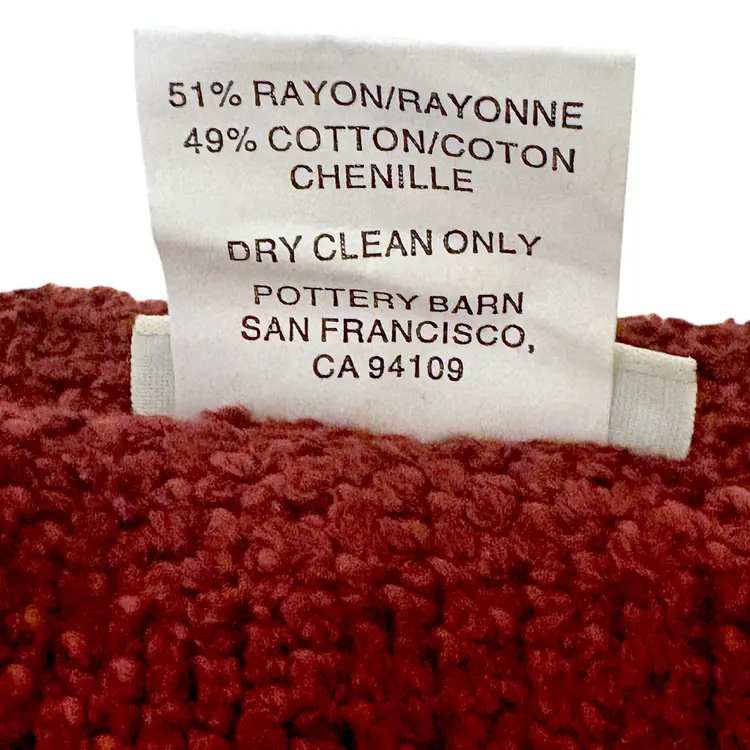 51% RAYON/RAYONNE
49% COTTON/COTON
CHENILLE
DRY CLEAN ONLY
POTTERY BARN
SAN FRANCISCO,
CA 94109